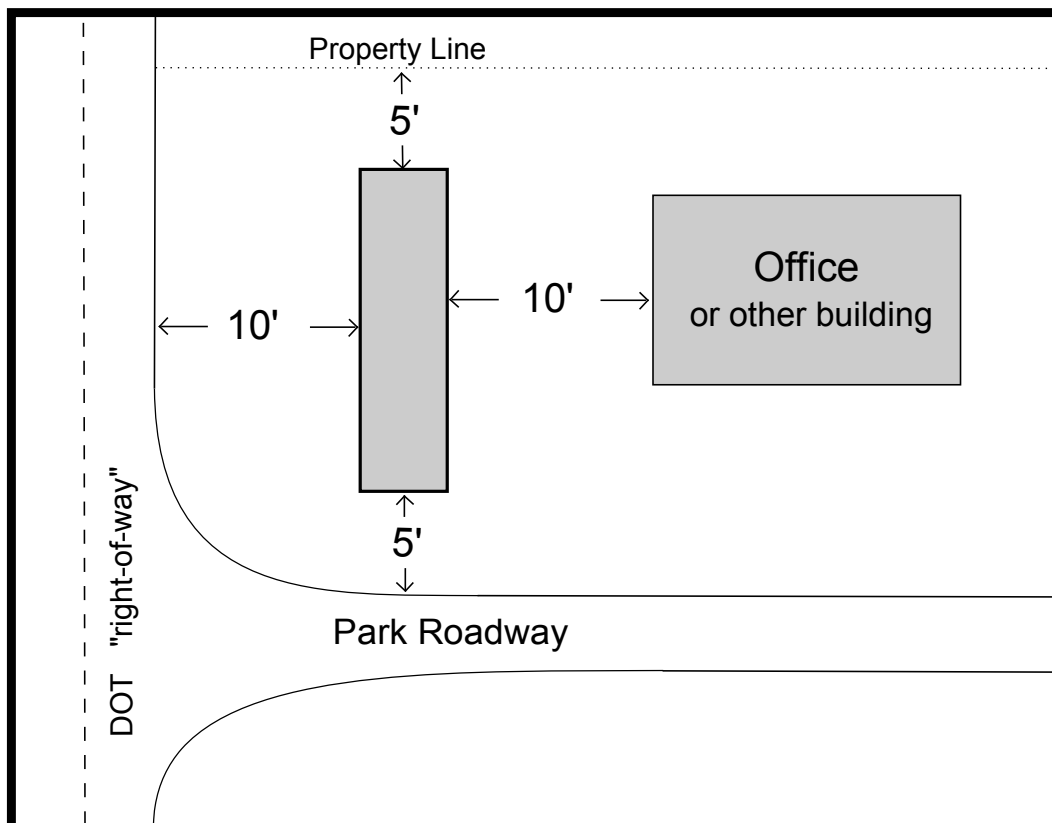 Property Line
5'
10'
10'
Office
or other building
5'
Park Roadway
DOT "right-of-way"